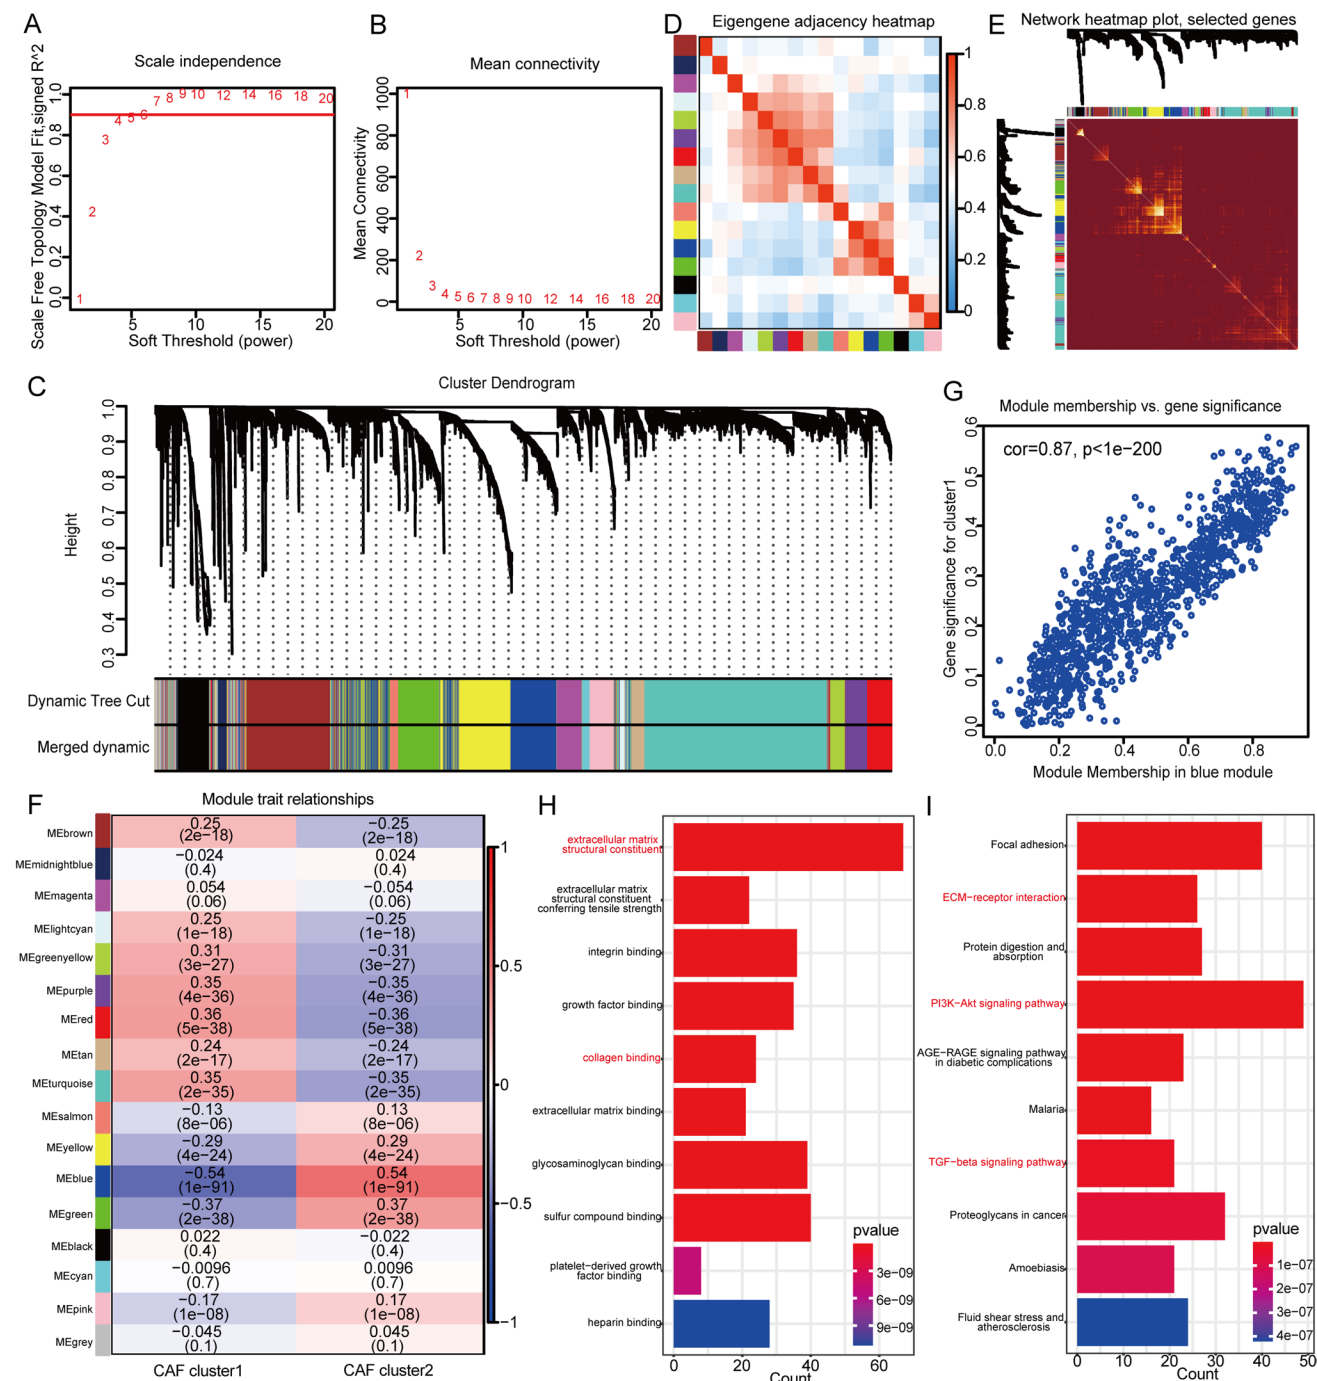 A
Scale independence
Scale Free Topology Model Fit,signed R^2
0.0
0.2
0.4
0.6
0.8
1.0
1
2
3
4
5
6
7
8
9
10
12
14
16
18
20
5
10
15
20
Soft Threshold (power)
B
Mean connectivity
Mean Connectivity
0
200
400
600
800
1000
1
2
3
4
5
6
7
8
9
10
12
14
16
18
20
5
10
15
20
Soft Threshold (power)
D
Eigengene adjacency heatmap
1
0.8
0.6
0.4
0.2
0
E
Network heatmap plot, selected genes
C
Cluster Dendrogram
Height
1.0
0.9
0.8
0.7
0.6
0.5
0.4
0.3
Dynamic Tree Cut
Merged dynamic
G
Module membership vs. gene significance
cor=0.87, p<1e−200
Gene significance for cluster1
0.0
0.1
0.2
0.3
0.4
0.5
0.6
0.0
0.2
0.4
0.6
0.8
Module Membership in blue module
F
Module trait relationships
MEbrown
0.25
(2e−18)
−0.25
(2e−18)
MEmidnightblue
−0.024
(0.4)
0.024
(0.4)
MEmagenta
0.054
(0.06)
−0.054
(0.06)
MElightcyan
0.25
(1e−18)
−0.25
(1e−18)
MEgreenyellow
0.31
(3e−27)
−0.31
(3e−27)
MEpurple
0.35
(4e−36)
−0.35
(4e−36)
MEred
0.36
(5e−38)
−0.36
(5e−38)
MEtan
0.24
(2e−17)
−0.24
(2e−17)
MEturquoise
0.35
(2e−35)
−0.35
(2e−35)
MEsalmon
−0.13
(8e−06)
0.13
(8e−06)
MEyellow
−0.29
(4e−24)
0.29
(4e−24)
MEblue
−0.54
(1e−91)
0.54
(1e−91)
MEgreen
−0.37
(2e−38)
0.37
(2e−38)
MEblack
0.022
(0.4)
−0.022
(0.4)
MEcyan
−0.0096
(0.7)
0.0096
(0.7)
MEpink
−0.17
(1e−08)
0.17
(1e−08)
MEgrey
−0.045
(0.1)
0.045
(0.1)
CAF cluster1
CAF cluster2
1
0.5
0
−0.5
−1
H
extracellular matrix
structural constituent
extracellular matrix
structural constituent
conferring tensile strength
integrin binding
growth factor binding
collagen binding
extracellular matrix binding
glycosaminoglycan binding
sulfur compound binding
platelet−derived growth
factor binding
heparin binding
pvalue
3e−09
6e−09
9e−09
0
20
40
60
Count
I
Focal adhesion
ECM−receptor interaction
Protein digestion and
absorption
PI3K−Akt signaling pathway
AGE−RAGE signaling pathway
in diabetic complications
Malaria
TGF−beta signaling pathway
Proteoglycans in cancer
Amoebiasis
Fluid shear stress and
atherosclerosis
pvalue
1e−07
2e−07
3e−07
4e−07
0
10
20
30
40
50
Count